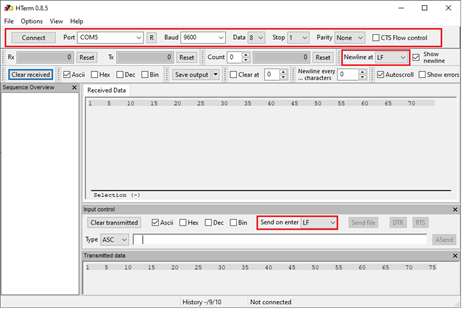 HTerm 0.8.5
File Options View Help
Connect Port COM5 R Baud 9600 Data 8 Stop 1 Parity None CTS Flow control
Rx 0 Reset Tx 0 Reset Count 0 0 Reset Newline at LF Show newline
Clear received Ascii Hex Dec Bin Save output Clear at 0 Newline every ... characters 0 Autoscroll Show errors
Sequence Overview × Received Data
1 5 10 15 20 25 30 35 40 45 50 55 60 65 70
Selection (-)
Input control ×
Clear transmitted Ascii Hex Dec Bin Send on enter LF Send file DTR RTS
Type ASC ASend
Transmitted data ×
1 5 10 15 20 25 30 35 40 45 50 55 60 65 70 75
History -/9/10 Not connected